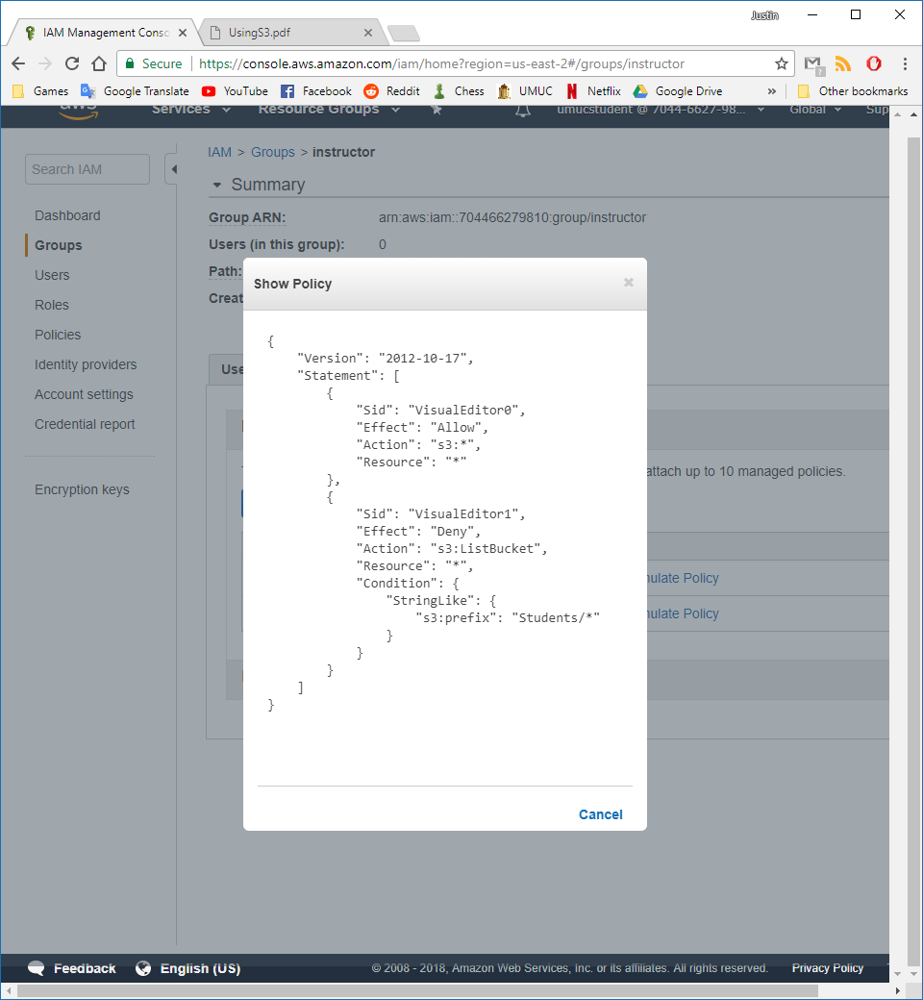 Justin
IAM Management Consc
UsingS3.pdf
Secure
https://console.aws.amazon.com/iam/home?region=us-east-2#/groups/instructor
Games
Google Translate
YouTube
Facebook
Reddit
Chess
UMUC
Netflix
Google Drive
»
Other bookmarks
aws
Services
Resource Groups
umucstudent @ 7044-6627-98...
Global
Sup
Search IAM
Dashboard
Groups
Users
Roles
Policies
Identity providers
Account settings
Credential report
Encryption keys
IAM > Groups > instructor
Summary
Group ARN: arn:aws:iam::704466279810:group/instructor
Users (in this group): 0
Path:
Creat
Use
attach up to 10 managed policies.
mulate Policy
mulate Policy
Show Policy
{
    "Version": "2012-10-17",
    "Statement": [
        {
            "Sid": "VisualEditor0",
            "Effect": "Allow",
            "Action": "s3:*",
            "Resource": "*"
        },
        {
            "Sid": "VisualEditor1",
            "Effect": "Deny",
            "Action": "s3:ListBucket",
            "Resource": "*",
            "Condition": {
                "StringLike": {
                    "s3:prefix": "Students/*"
                }
            }
        }
    ]
}
Cancel
Feedback
English (US)
© 2008 - 2018, Amazon Web Services, Inc. or its affiliates. All rights reserved.
Privacy Policy